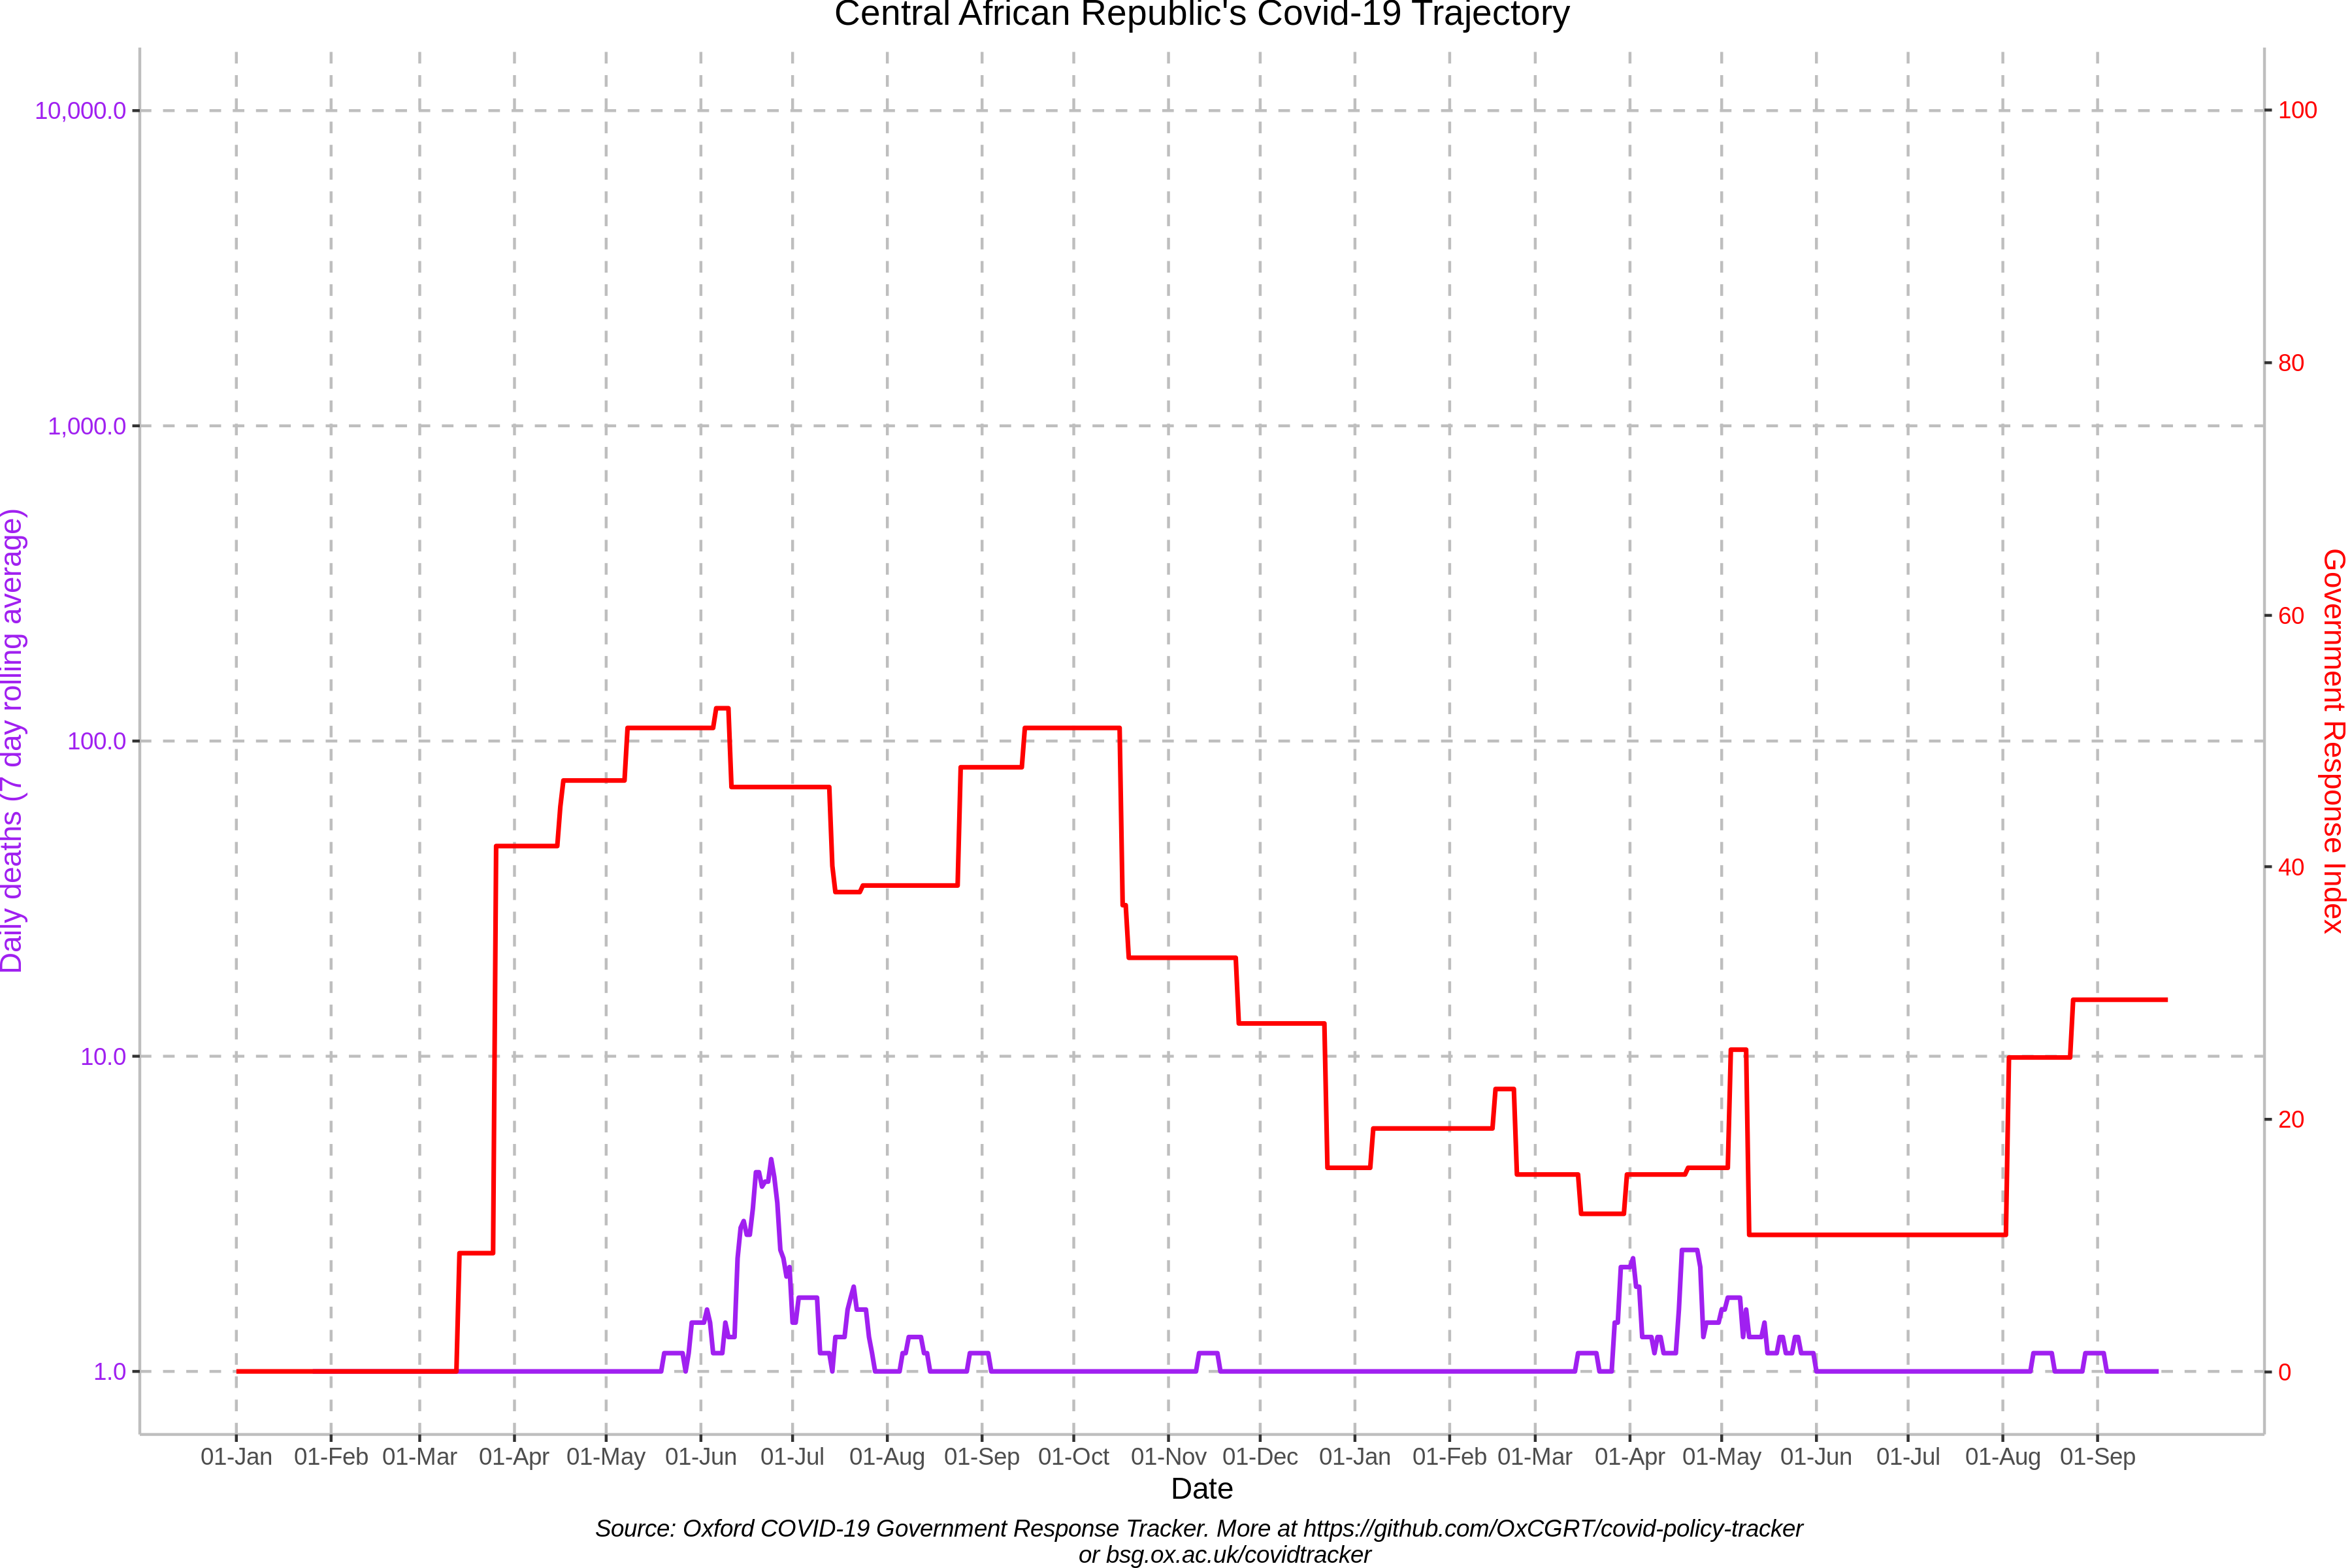 Central African Republic's Covid-19 Trajectory
10,000.0
1,000.0
100.0
10.0
1.0
Daily deaths (7 day rolling average)
100
80
60
40
20
0
Government Response Index
01-Jan 01-Feb 01-Mar 01-Apr 01-May 01-Jun 01-Jul 01-Aug 01-Sep 01-Oct 01-Nov 01-Dec 01-Jan 01-Feb 01-Mar 01-Apr 01-May 01-Jun 01-Jul 01-Aug 01-Sep
Date
Source: Oxford COVID-19 Government Response Tracker. More at https://github.com/OxCGRT/covid-policy-tracker
or bsg.ox.ac.uk/covidtracker